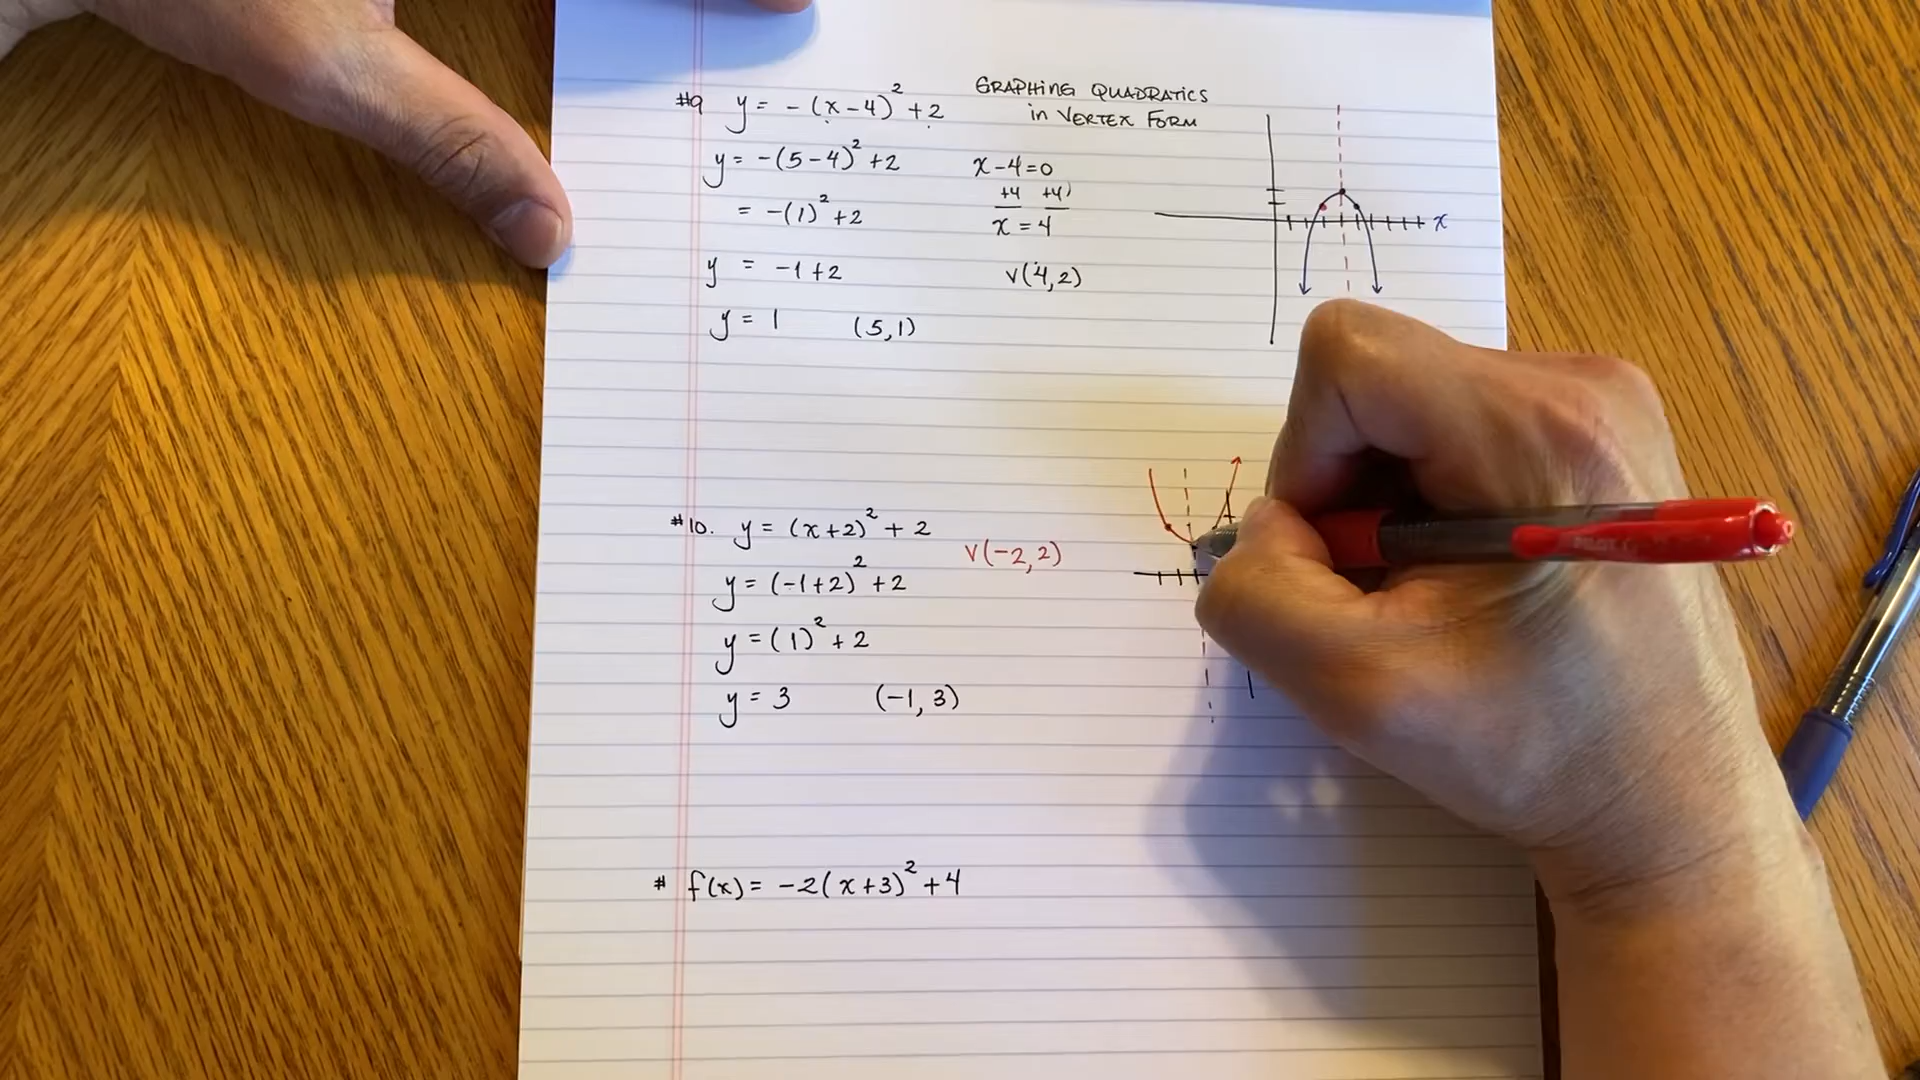 GRAPHING QUADRATICS
in VERTEX FORM
#9 y = -(x-4)² + 2
y = -(5-4)² + 2
= -(1)² + 2
y = -1 + 2
y = 1 (5,1)
x-4=0
+4 +4
x = 4
V(4,2)
x
#10. y = (x+2)² + 2
V(-2,2)
y = (-1+2)² + 2
y = (1)² + 2
y = 3 (-1,3)
# f(x) = -2(x+3)² + 4